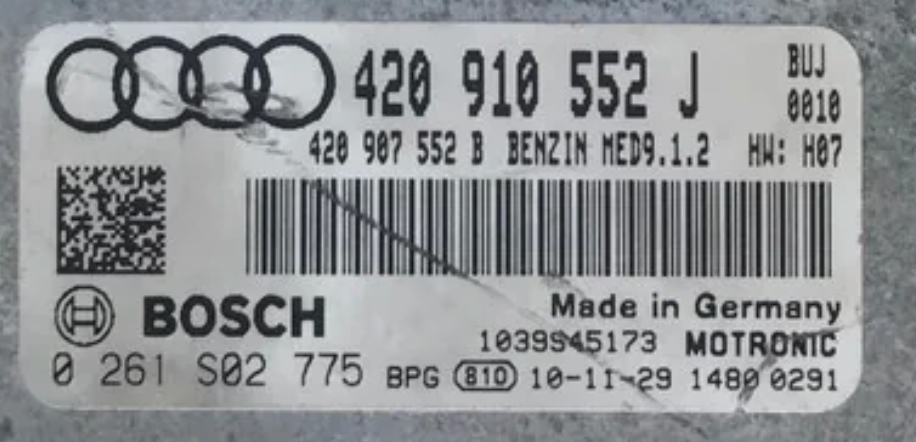 420 910 552 J BUJ
0010
420 907 552 B BENZIN MED9.1.2 HW: H07
BOSCH Made in Germany
1039S45173 MOTRONIC
0 261 S02 775 BPG 810 10-11-29 1480 0291